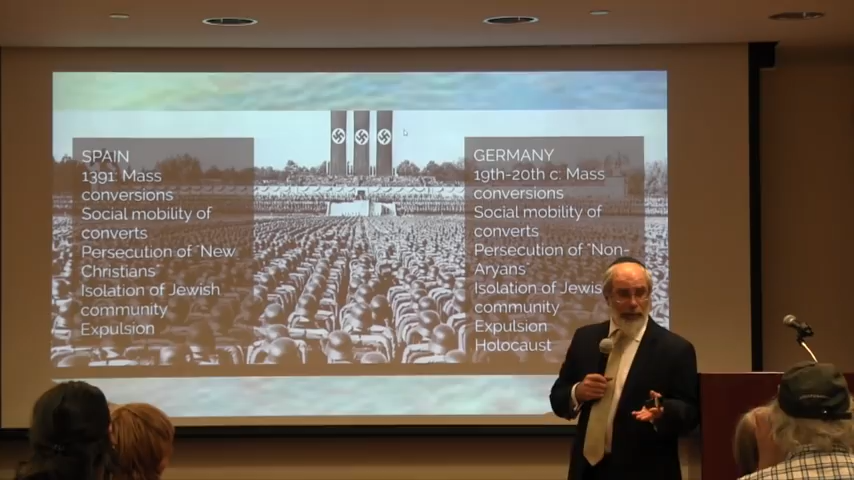 SPAIN
1391: Mass
conversions
Social mobility of
converts
Persecution of "New
Christians"
Isolation of Jewish
community
Expulsion
GERMANY
19th-20th c: Mass
conversions
Social mobility of
converts
Persecution of "Non-
Aryans"
Isolation of Jewis
community
Expulsion
Holocaust